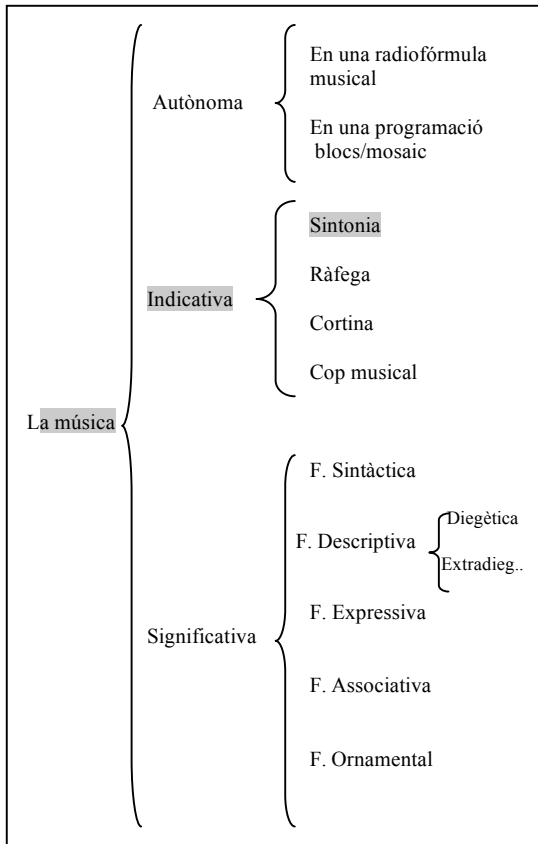 La música
Autònoma
En una radiofórmula
musical
En una programació
blocs/mosaic
Indicativa
Sintonia
Ràfega
Cortina
Cop musical
Significativa
F. Sintàctica
F. Descriptiva
Diegètica
Extradieg..
F. Expressiva
F. Associativa
F. Ornamental